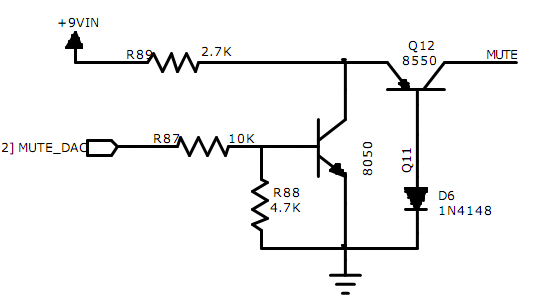 +9VIN
R89
2.7K
Q12
8550
MUTE
2] MUTE_DAC
R87
10K
8050
Q11
R88
4.7K
D6
1N4148